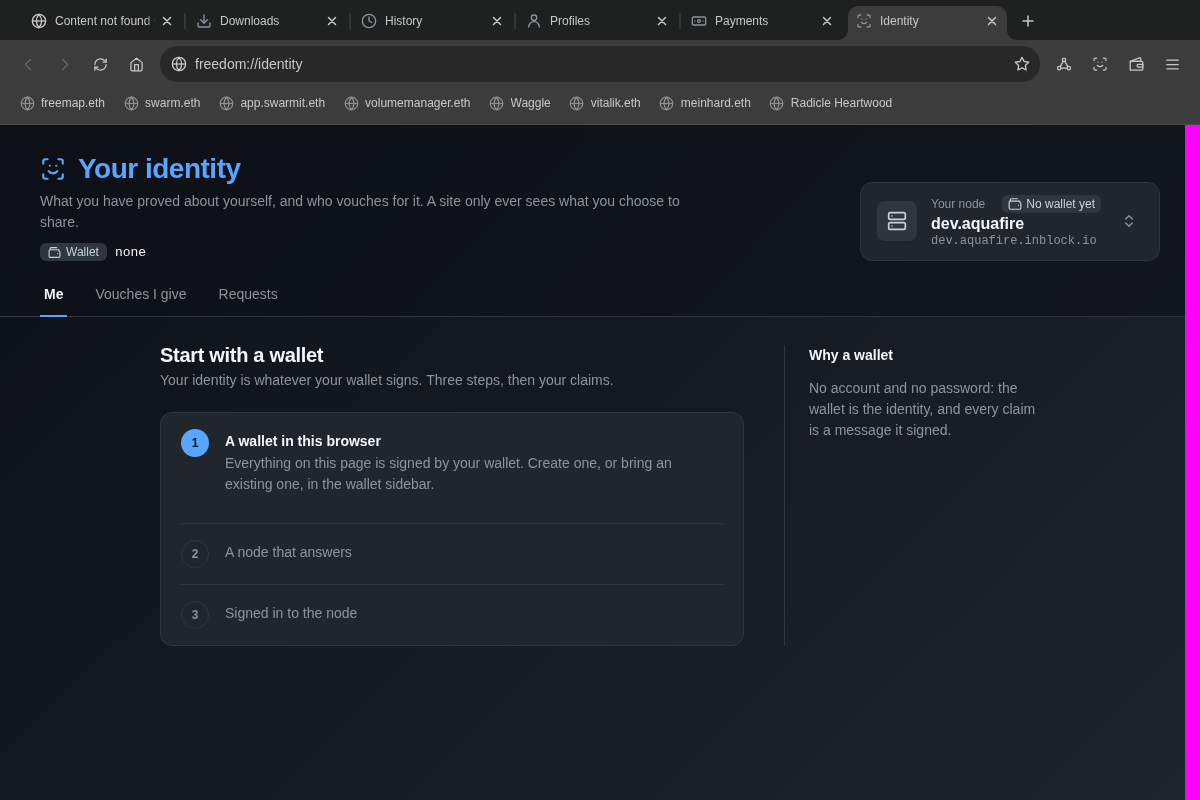 Content not found
Downloads
History
Profiles
Payments
Identity
freedom://identity
freemap.eth
swarm.eth
app.swarmit.eth
volumemanager.eth
Waggle
vitalik.eth
meinhard.eth
Radicle Heartwood
Your identity
What you have proved about yourself, and who vouches for it. A site only ever sees what you choose to
share.
Wallet none
Your node No wallet yet
dev.aquafire
dev.aquafire.inblock.io
Me
Vouches I give
Requests
Start with a wallet
Your identity is whatever your wallet signs. Three steps, then your claims.
1 A wallet in this browser
Everything on this page is signed by your wallet. Create one, or bring an
existing one, in the wallet sidebar.
2 A node that answers
3 Signed in to the node
Why a wallet
No account and no password: the
wallet is the identity, and every claim
is a message it signed.